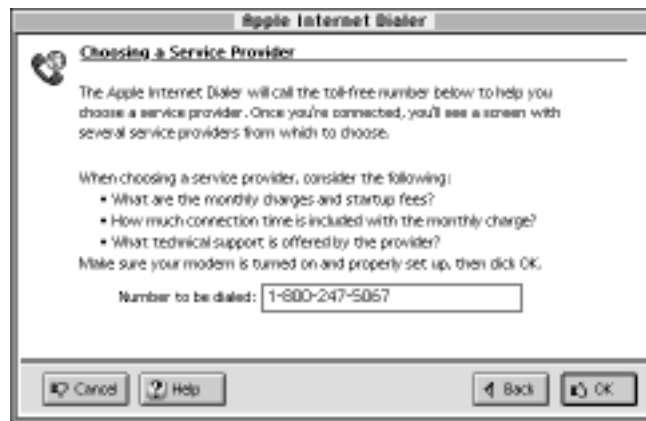 Apple Internet Dialer
Choosing a Service Provider
The Apple Internet Dialer will call the toll-free number below to help you
choose a service provider. Once you're connected, you'll see a screen with
several service providers from which to choose.
When choosing a service provider, consider the following:
• What are the monthly charges and startup fees?
• How much connection time is included with the monthly charge?
• What technical support is offered by the provider?
Make sure your modem is turned on and properly set up, then click OK.
Number to be dialed: 1-800-247-5067
Cancel Help Back OK